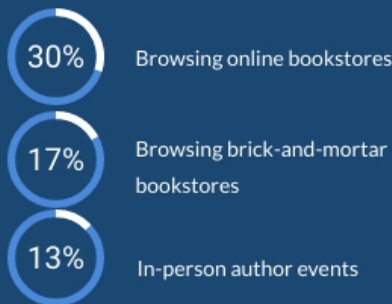 30% Browsing online bookstores
17% Browsing brick-and-mortar
bookstores
13% In-person author events